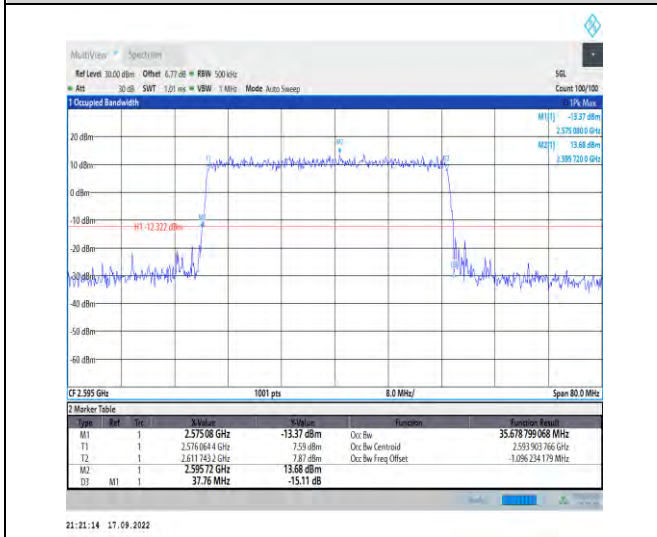 MultiView Spectrum
Ref Level 30.00 dBm Offset 6.77 dB RBW 500 kHz SGL
Att 30 dB SWT 1.01 ms VBW 1 MHz Mode Auto Sweep Count 100/100
1 Occupied Bandwidth 1Pk Max
M1[1] -13.37 dBm
2.575 080 0 GHz
M2[1] 13.68 dBm
2.595 720 0 GHz
20 dBm
M2
10 dBm
0 dBm
-10 dBm
M1
H1 -12.322 dBm
-20 dBm
-30 dBm
-40 dBm
-50 dBm
-60 dBm
CF 2.595 GHz 1001 pts 8.0 MHz/ Span 80.0 MHz
2 Marker Table
Type Ref Trc X-Value Y-Value Function Function Result
M1 1 2.575 08 GHz -13.37 dBm Occ Bw 35.678 799 068 MHz
T1 1 2.576 064 4 GHz 7.59 dBm Occ Bw Centroid 2.593 903 766 GHz
T2 1 2.611 743 2 GHz 7.87 dBm Occ Bw Freq Offset -1.096 234 179 MHz
M2 1 2.595 72 GHz 13.68 dBm
D3 M1 1 37.76 MHz -15.11 dB
21:21:14 17.09.2022